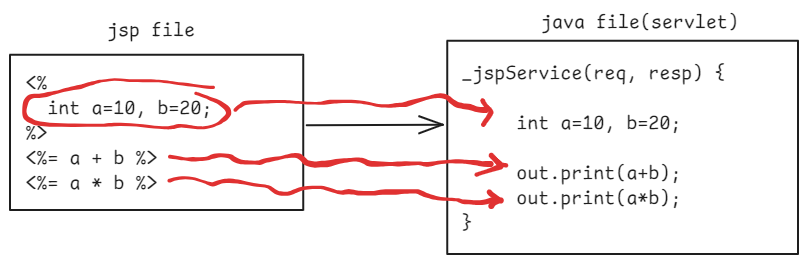 jsp file
<%
int a=10, b=20;
%>
<%= a + b %>
<%= a * b %>
java file(servlet)
_jspService(req, resp) {
int a=10, b=20;
out.print(a+b);
out.print(a*b);
}